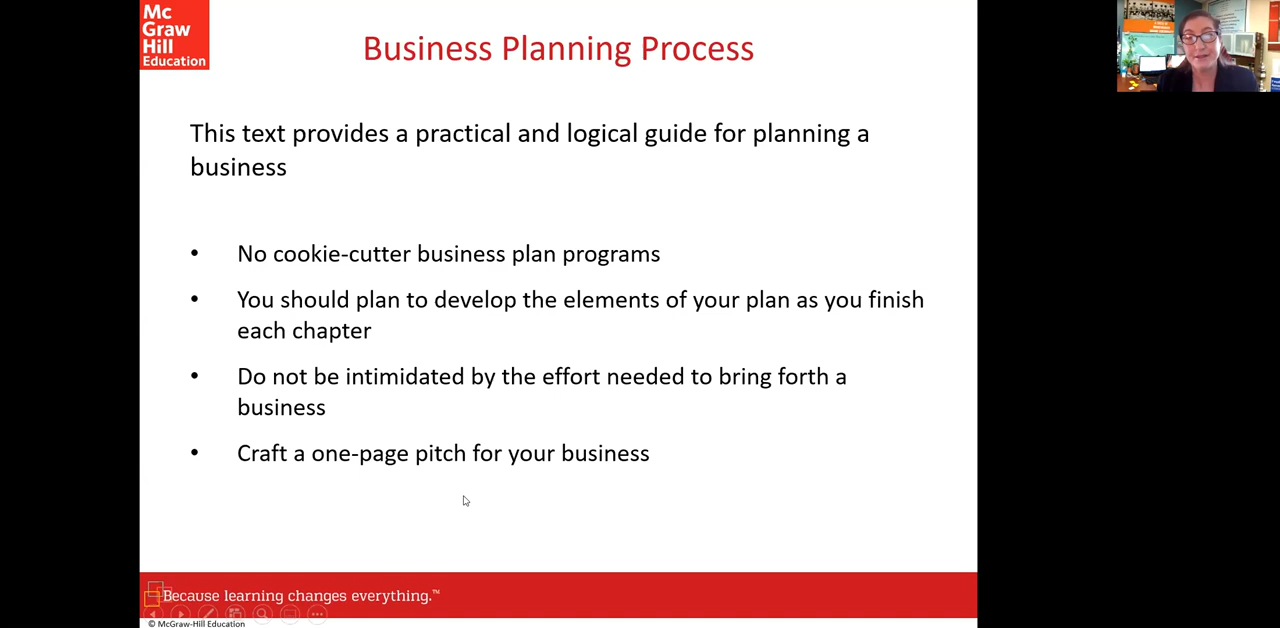 Mc
Graw
Hill
Education
Business Planning Process
This text provides a practical and logical guide for planning a
business
• No cookie-cutter business plan programs
• You should plan to develop the elements of your plan as you finish
each chapter
• Do not be intimidated by the effort needed to bring forth a
business
• Craft a one-page pitch for your business
Because learning changes everything.™
© McGraw-Hill Education